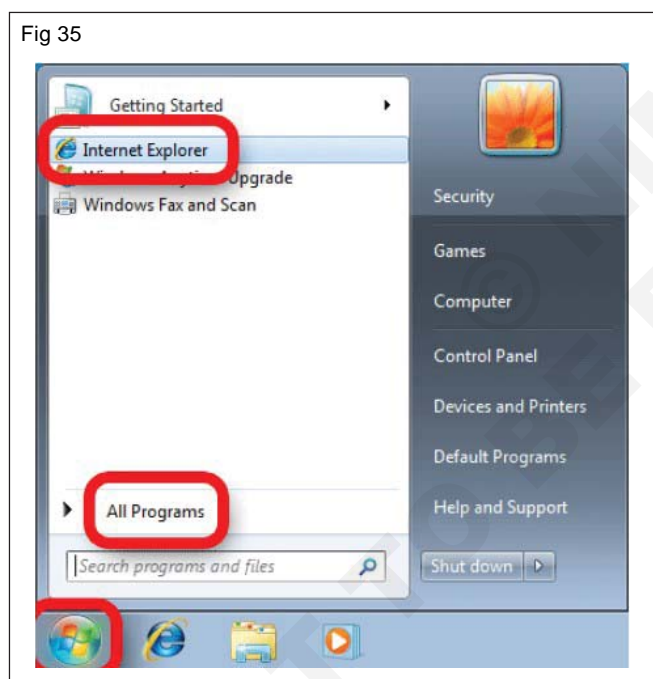 Fig 35
Getting Started
Internet Explorer
Upgrade
Windows Fax and Scan
All Programs
Search programs and files
Security
Games
Computer
Control Panel
Devices and Printers
Default Programs
Help and Support
Shut down